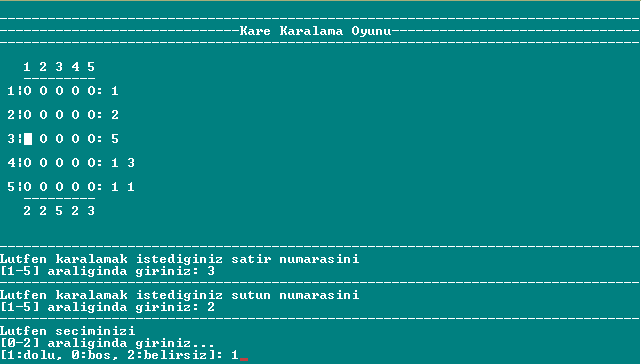 Kare Karalama Oyunu
1 2 3 4 5
1|0 0 0 0 0: 1
2|0 0 0 0 0: 2
3|█ 0 0 0 0: 5
4|0 0 0 0 0: 1 3
5|0 0 0 0 0: 1 1
2 2 5 2 3
Lutfen karalamak istediginiz satir numarasini
[1-5] araliginda giriniz: 3
Lutfen karalamak istediginiz sutun numarasini
[1-5] araliginda giriniz: 2
Lutfen seciminizi
[0-2] araliginda giriniz...
[1:dolu, 0:bos, 2:belirsiz]: 1